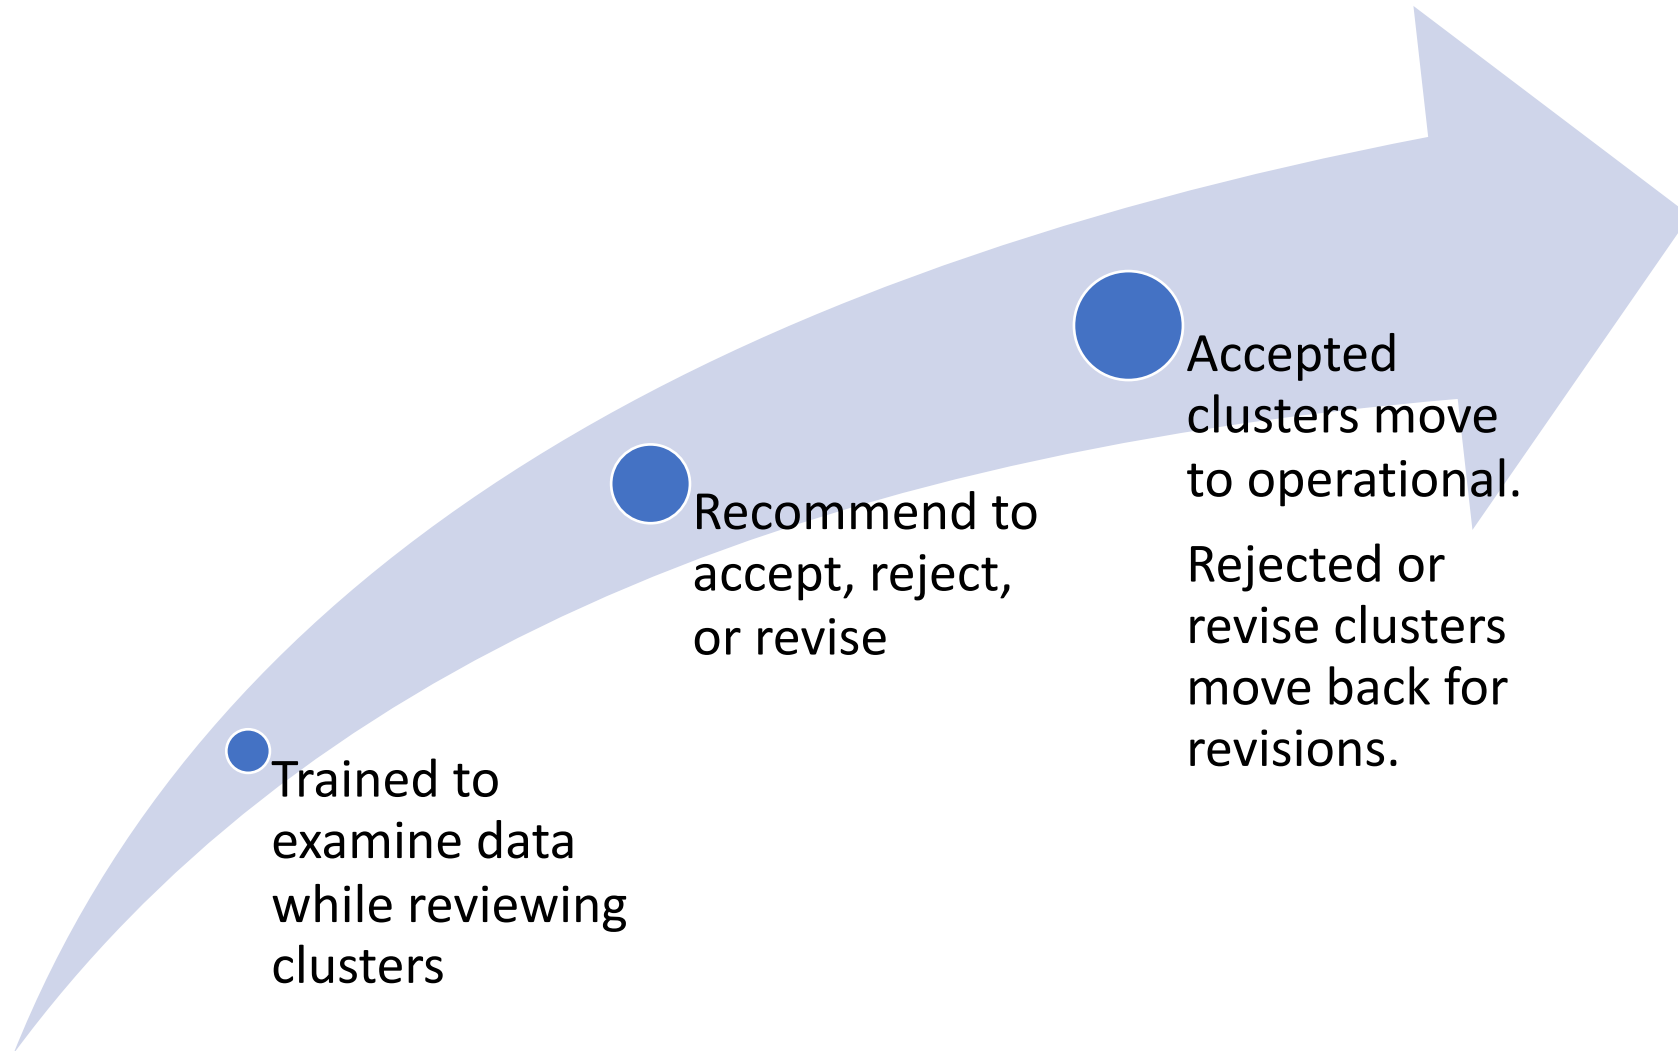 Trained to
examine data
while reviewing
clusters
Recommend to
accept, reject,
or revise
Accepted
clusters move
to operational.
Rejected or
revise clusters
move back for
revisions.